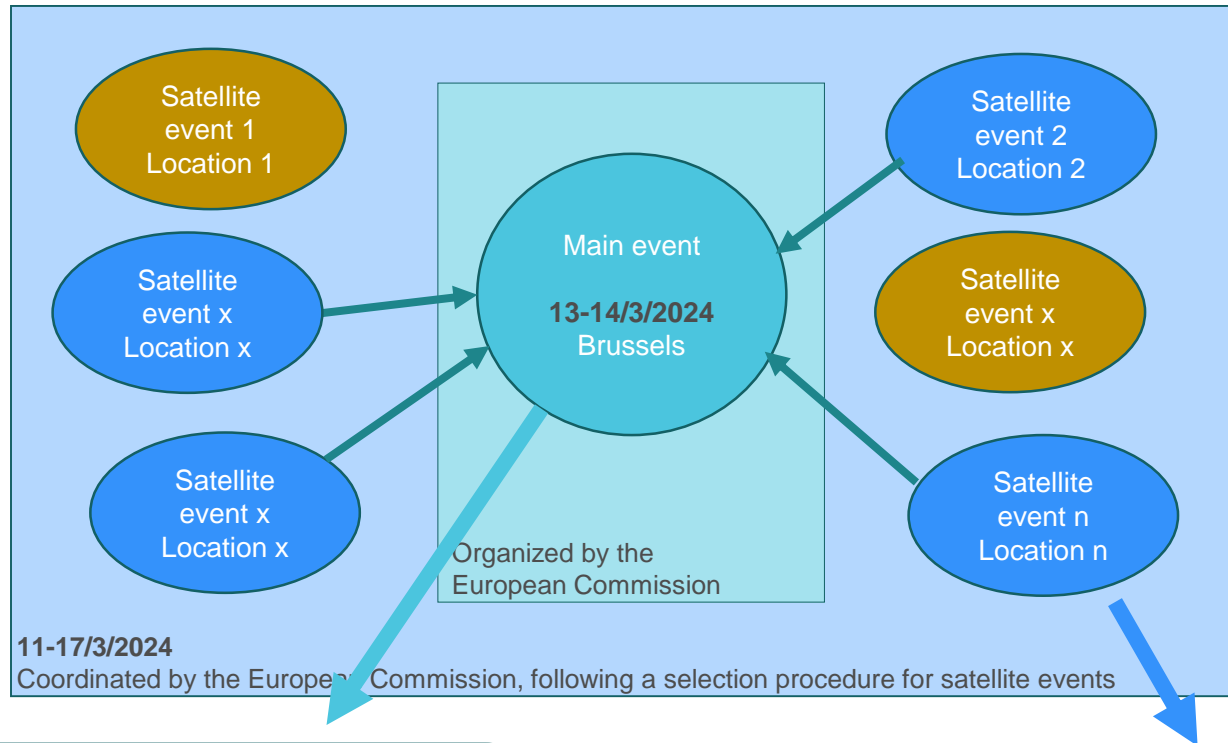 Satellite
event 1
Location 1
Satellite
event 2
Location 2
Main event
13-14/3/2024
Brussels
Satellite
event x
Location x
Satellite
event x
Location x
Satellite
event x
Location x
Satellite
event n
Location n
Organized by the
European Commission
11-17/3/2024
Coordinated by the European Commission, following a selection procedure for satellite events